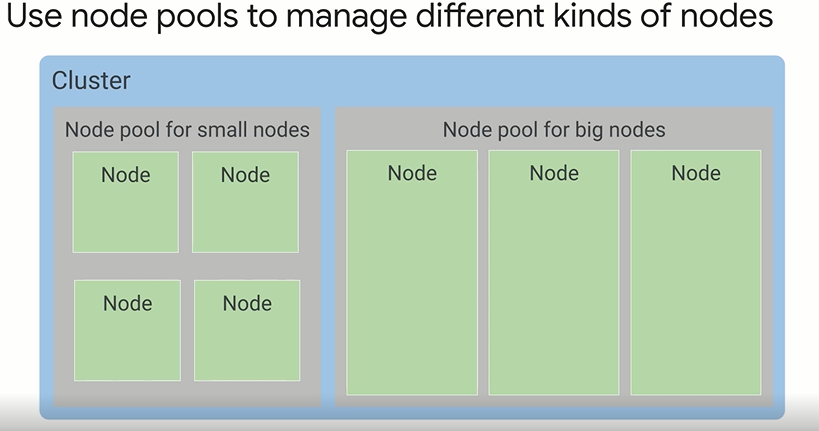 Use node pools to manage different kinds of nodes
Cluster
Node pool for small nodes
Node Node
Node Node
Node pool for big nodes
Node Node Node